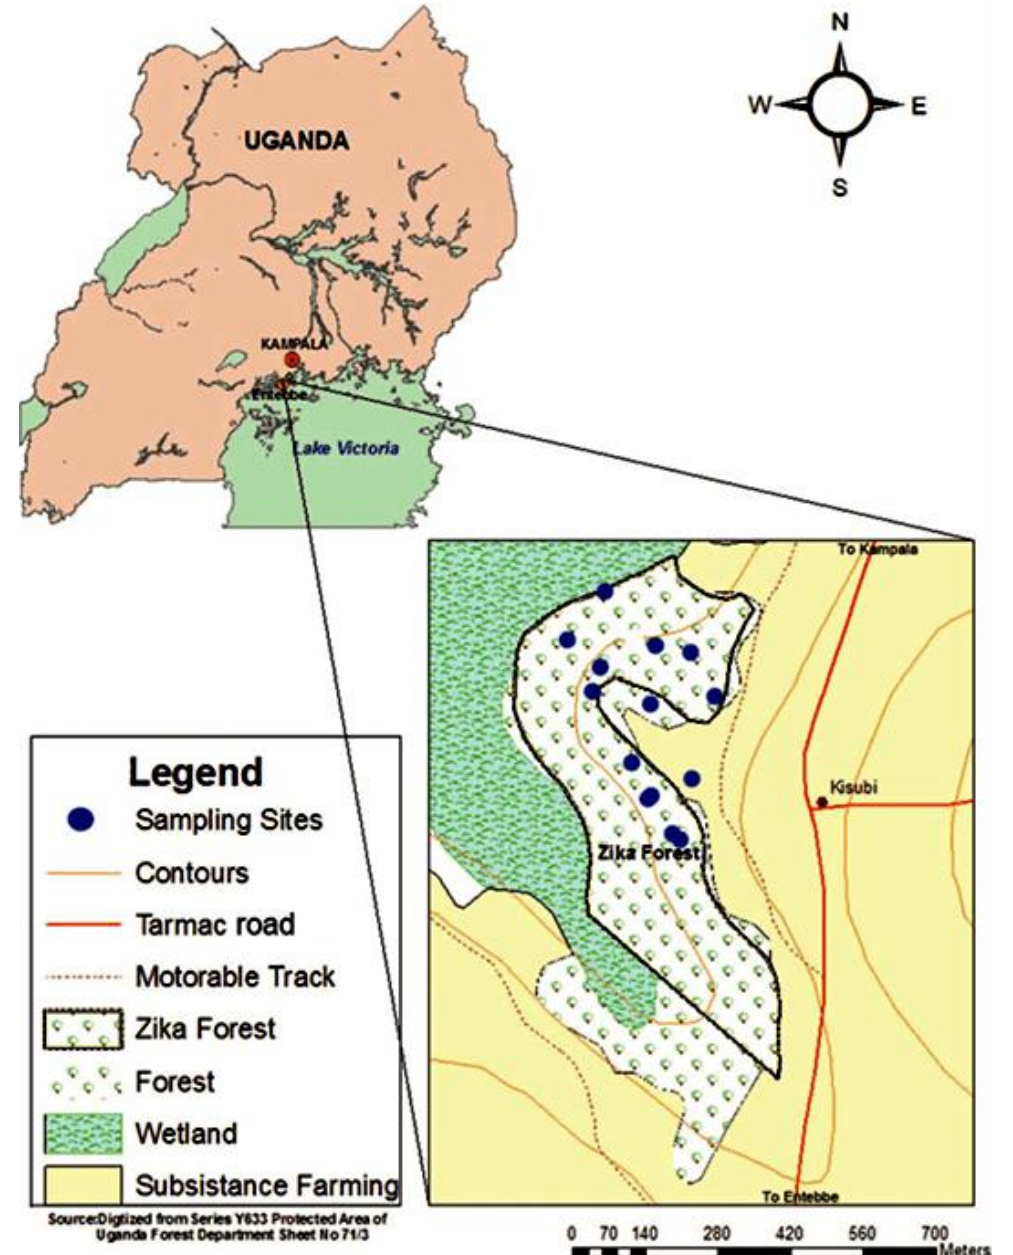 N
W E
S
UGANDA
KAMPALA
Entebbe
Lake Victoria
To Kampala
Kisubi
Zika Forest
To Entebbe
Legend
Sampling Sites
Contours
Tarmac road
Motorable Track
Zika Forest
Forest
Wetland
Subsistance Farming
Source:Digtized from Series Y633 Protected Area of
Uganda Forest Department Sheet No 71/3
0 70 140 280 420 560 700
Meters